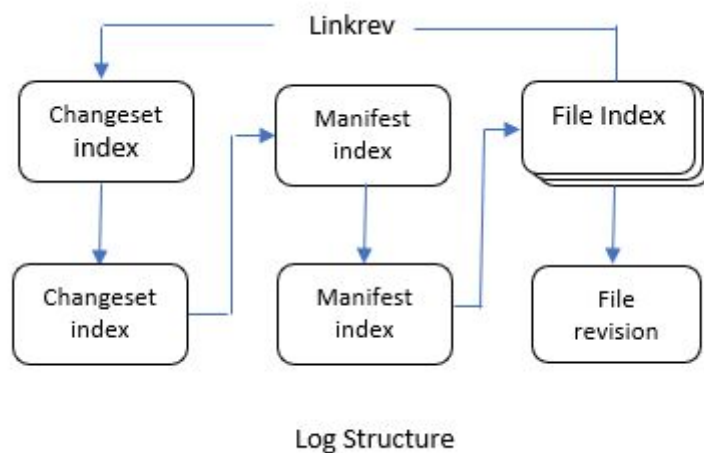 Linkrev
Changeset
index
Manifest
index
File Index
Changeset
index
Manifest
index
File
revision
Log Structure